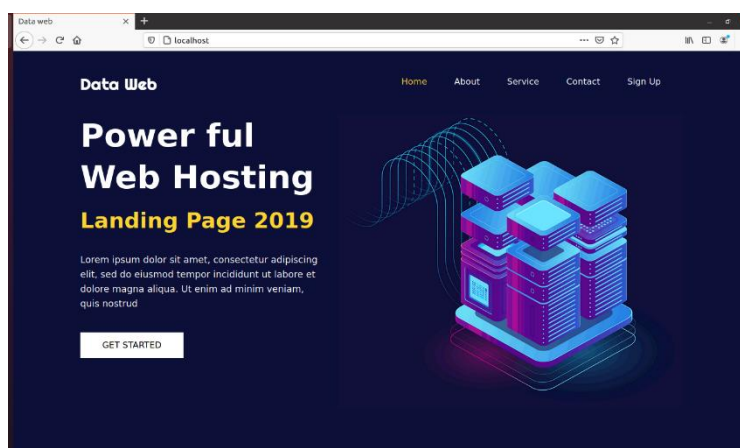 Data web
localhost
Data Web
Home About Service Contact Sign Up
Power ful
Web Hosting
Landing Page 2019
Lorem ipsum dolor sit amet, consectetur adipiscing
elit, sed do eiusmod tempor incididunt ut labore et
dolore magna aliqua. Ut enim ad minim veniam,
quis nostrud
GET STARTED